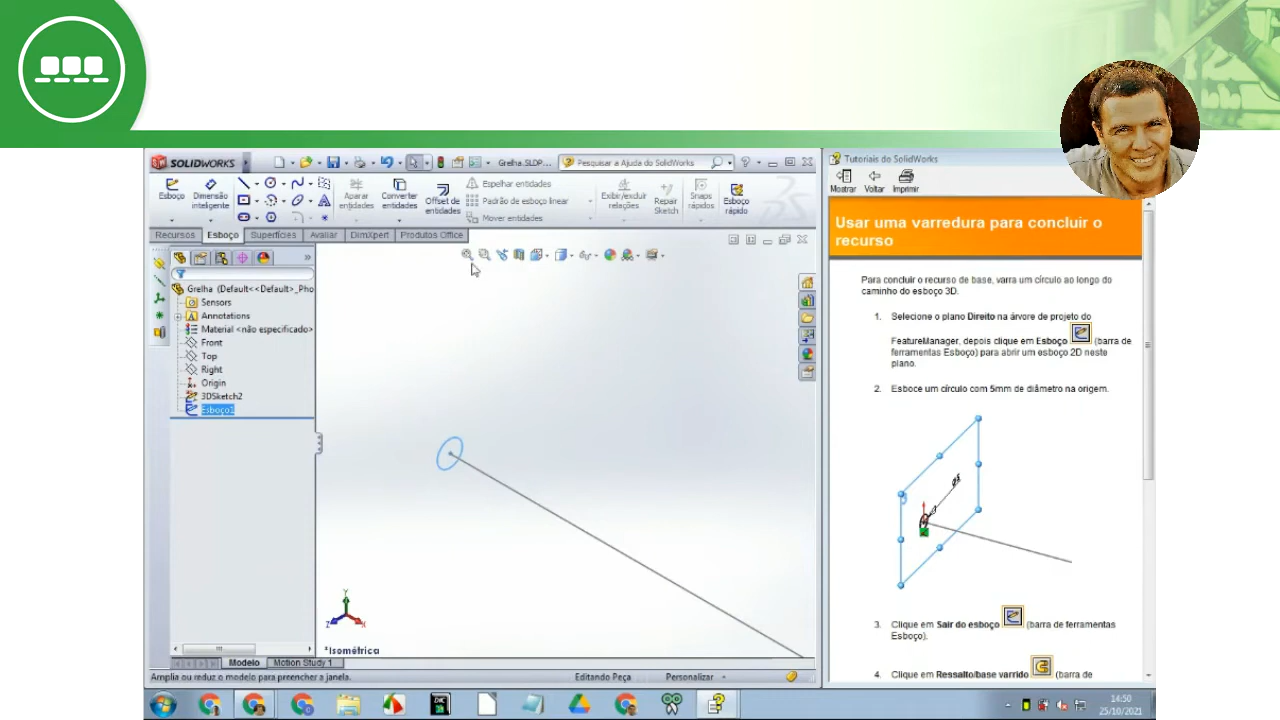 SOLIDWORKS
Grelha.SLDP...
Pesquisar a Ajuda do SolidWorks
Esboço
Dimensão
inteligente
Aparar
entidades
Converter
entidades
Offset de
entidades
Espelhar entidades
Padrão de esboço linear
Mover entidades
Exibir/excluir
relações
Repair
Sketch
Snaps
rápidos
Esboço
rápido
Recursos
Esboço
Superfícies
Avaliar
DimXpert
Produtos Office
Grelha (Default<<Default>_Pho
Sensors
Annotations
Material <não especificado>
Front
Top
Right
Origin
3DSketch2
Esboço1
Y
Z
X
*Isométrica
Modelo
Motion Study 1
Amplia ou reduz o modelo para preencher a janela.
Editando Peça
Personalizar
Tutoriais do SolidWorks
Mostrar
Voltar
Imprimir
Usar uma varredura para concluir o
recurso
Para concluir o recurso de base, varra um círculo ao longo do
caminho do esboço 3D.
1. Selecione o plano Direito na árvore de projeto do
FeatureManager, depois clique em Esboço (barra de
ferramentas Esboço) para abrir um esboço 2D neste
plano.
2. Esboce um círculo com 5mm de diâmetro na origem.
Ø5
3. Clique em Sair do esboço (barra de ferramentas
Esboço).
4. Clique em Ressalto/base varrido (barra de
14:50
25/10/2021